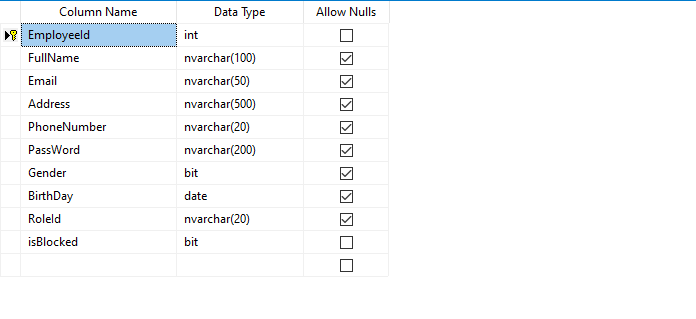 Column Name Data Type Allow Nulls
EmployeeId int
FullName nvarchar(100)
Email nvarchar(50)
Address nvarchar(500)
PhoneNumber nvarchar(20)
PassWord nvarchar(200)
Gender bit
BirthDay date
RoleId nvarchar(20)
isBlocked bit